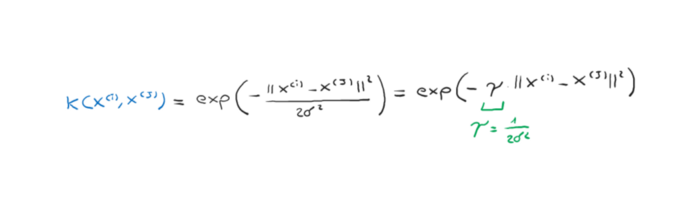 K(x⁽ⁱ⁾, x⁽ʲ⁾) = exp(-||x⁽ⁱ⁾ - x⁽ʲ⁾||² / 2σ²) = exp(-γ · ||x⁽ⁱ⁾ - x⁽ʲ⁾||²)
γ = 1/2σ²